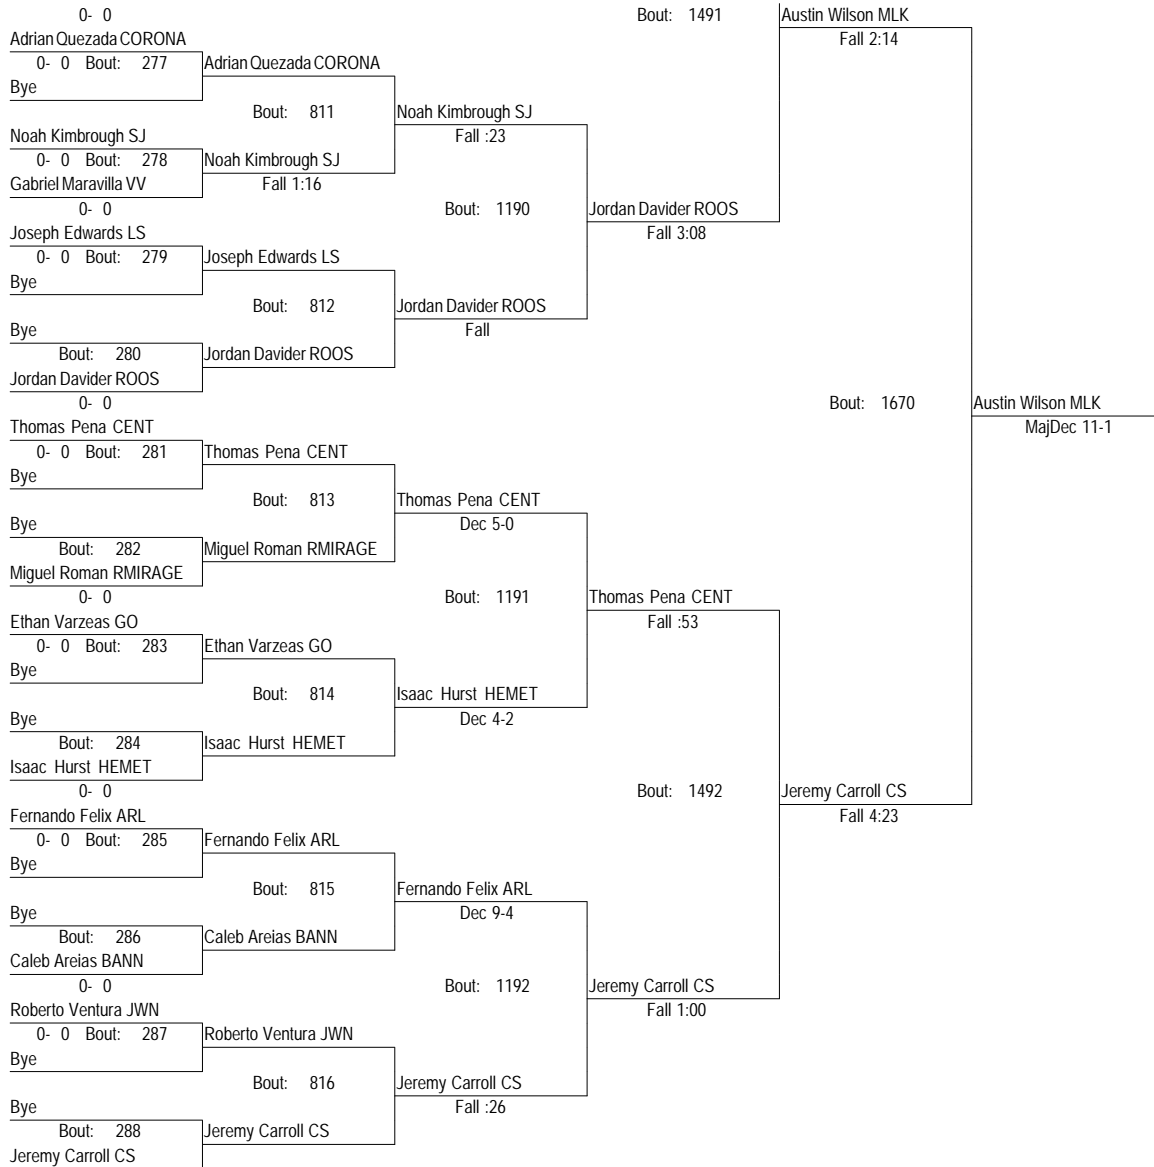 0- 0 Bout: 1491 Austin Wilson MLK
Adrian Quezada CORONA Fall 2:14
0- 0 Bout: 277 Adrian Quezada CORONA
Bye
Bout: 811 Noah Kimbrough SJ
Noah Kimbrough SJ Fall :23
0- 0 Bout: 278 Noah Kimbrough SJ
Gabriel Maravilla VV Fall 1:16
0- 0 Bout: 1190 Jordan Davider ROOS
Joseph Edwards LS Fall 3:08
0- 0 Bout: 279 Joseph Edwards LS
Bye
Bout: 812 Jordan Davider ROOS
Bye Fall
Bout: 280 Jordan Davider ROOS
Jordan Davider ROOS
0- 0 Bout: 1670 Austin Wilson MLK
Thomas Pena CENT MajDec 11-1
0- 0 Bout: 281 Thomas Pena CENT
Bye
Bout: 813 Thomas Pena CENT
Bye Dec 5-0
Bout: 282 Miguel Roman RMIRAGE
Miguel Roman RMIRAGE
0- 0 Bout: 1191 Thomas Pena CENT
Ethan Varzeas GO Fall :53
0- 0 Bout: 283 Ethan Varzeas GO
Bye
Bout: 814 Isaac Hurst HEMET
Bye Dec 4-2
Bout: 284 Isaac Hurst HEMET
Isaac Hurst HEMET
0- 0 Bout: 1492 Jeremy Carroll CS
Fernando Felix ARL Fall 4:23
0- 0 Bout: 285 Fernando Felix ARL
Bye
Bout: 815 Fernando Felix ARL
Bye Dec 9-4
Bout: 286 Caleb Areias BANN
Caleb Areias BANN
0- 0 Bout: 1192 Jeremy Carroll CS
Roberto Ventura JWN Fall 1:00
0- 0 Bout: 287 Roberto Ventura JWN
Bye
Bout: 816 Jeremy Carroll CS
Bye Fall :26
Bout: 288 Jeremy Carroll CS
Jeremy Carroll CS